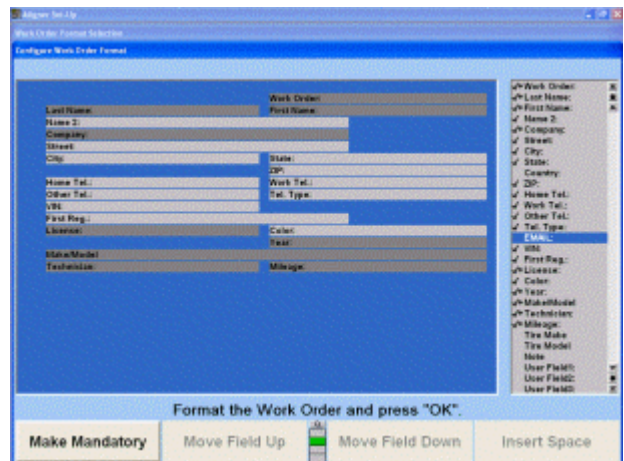 Aligner Set-Up
Work Order Format Selection
Configure Work Order Format
Work Order:
Last Name: First Name:
Name 2:
Company:
Street:
City: State:
ZIP:
Home Tel.: Work Tel.:
Other Tel.: Tel. Type:
VIN:
First Reg.:
License: Color:
Year:
Make/Model
Technician: Mileage:
Work Order:
Last Name:
First Name:
Name 2:
Company:
Street:
City:
State:
Country:
ZIP:
Home Tel.:
Work Tel.:
Other Tel.:
Tel. Type:
EMAIL:
VIN:
First Reg.:
License:
Color:
Year:
Make/Model
Technician:
Mileage:
Tire Make
Tire Model
Note
User Field1:
User Field2:
User Field3:
Format the Work Order and press "OK".
Make Mandatory Move Field Up Move Field Down Insert Space